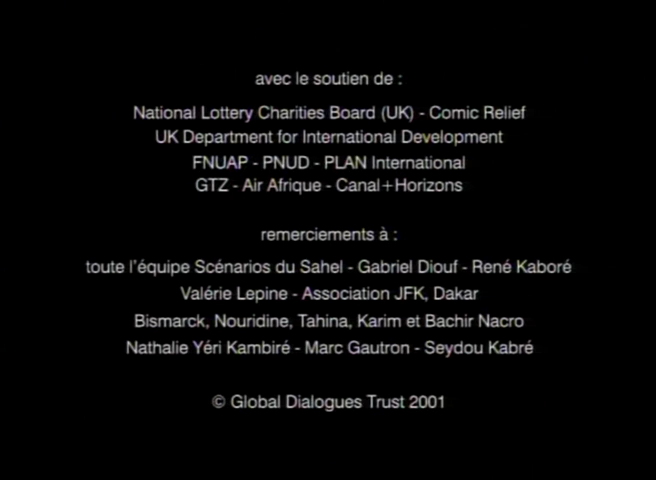 avec le soutien de :
National Lottery Charities Board (UK) - Comic Relief
UK Department for International Development
FNUAP - PNUD - PLAN International
GTZ - Air Afrique - Canal+Horizons
remerciements à :
toute l'équipe Scénarios du Sahel - Gabriel Diouf - René Kaboré
Valérie Lepine - Association JFK, Dakar
Bismarck, Nouridine, Tahina, Karim et Bachir Nacro
Nathalie Yéri Kambiré - Marc Gautron - Seydou Kabré
© Global Dialogues Trust 2001